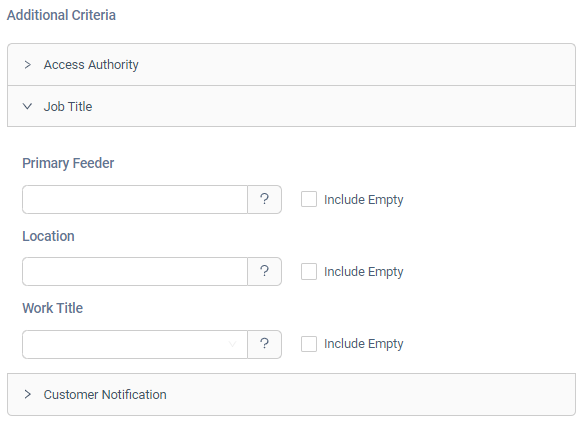 Additional Criteria
Access Authority
Job Title
Primary Feeder
? Include Empty
Location
? Include Empty
Work Title
? Include Empty
Customer Notification